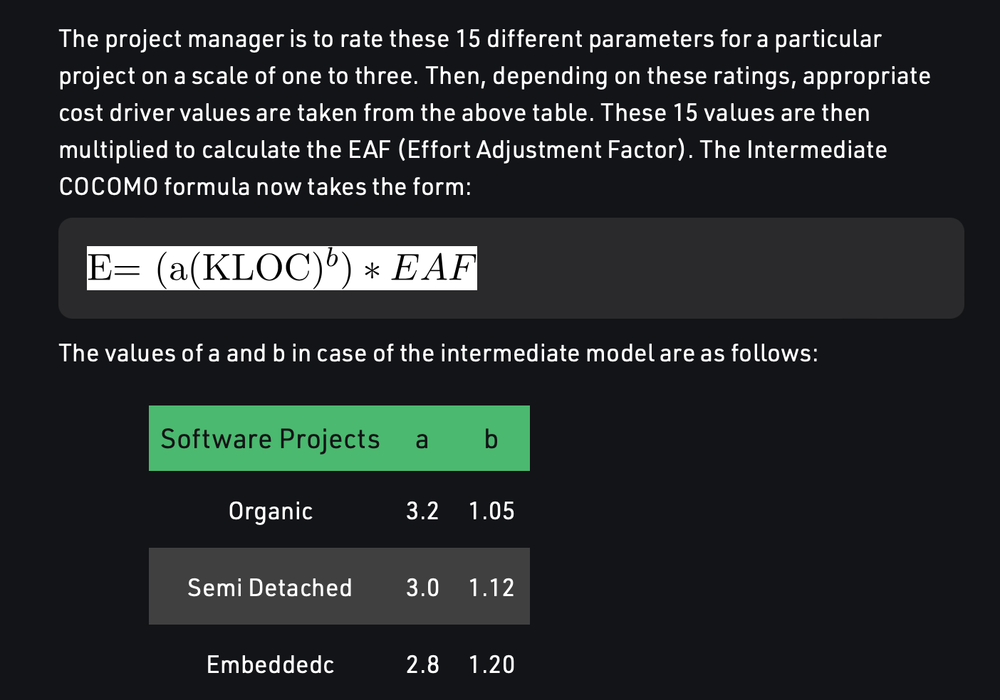 The project manager is to rate these 15 different parameters for a particular
project on a scale of one to three. Then, depending on these ratings, appropriate
cost driver values are taken from the above table. These 15 values are then
multiplied to calculate the EAF (Effort Adjustment Factor). The Intermediate
COCOMO formula now takes the form:
E= (a(KLOC)^b) * EAF
The values of a and b in case of the intermediate model are as follows:
Software Projects a b
Organic 3.2 1.05
Semi Detached 3.0 1.12
Embeddedc 2.8 1.20